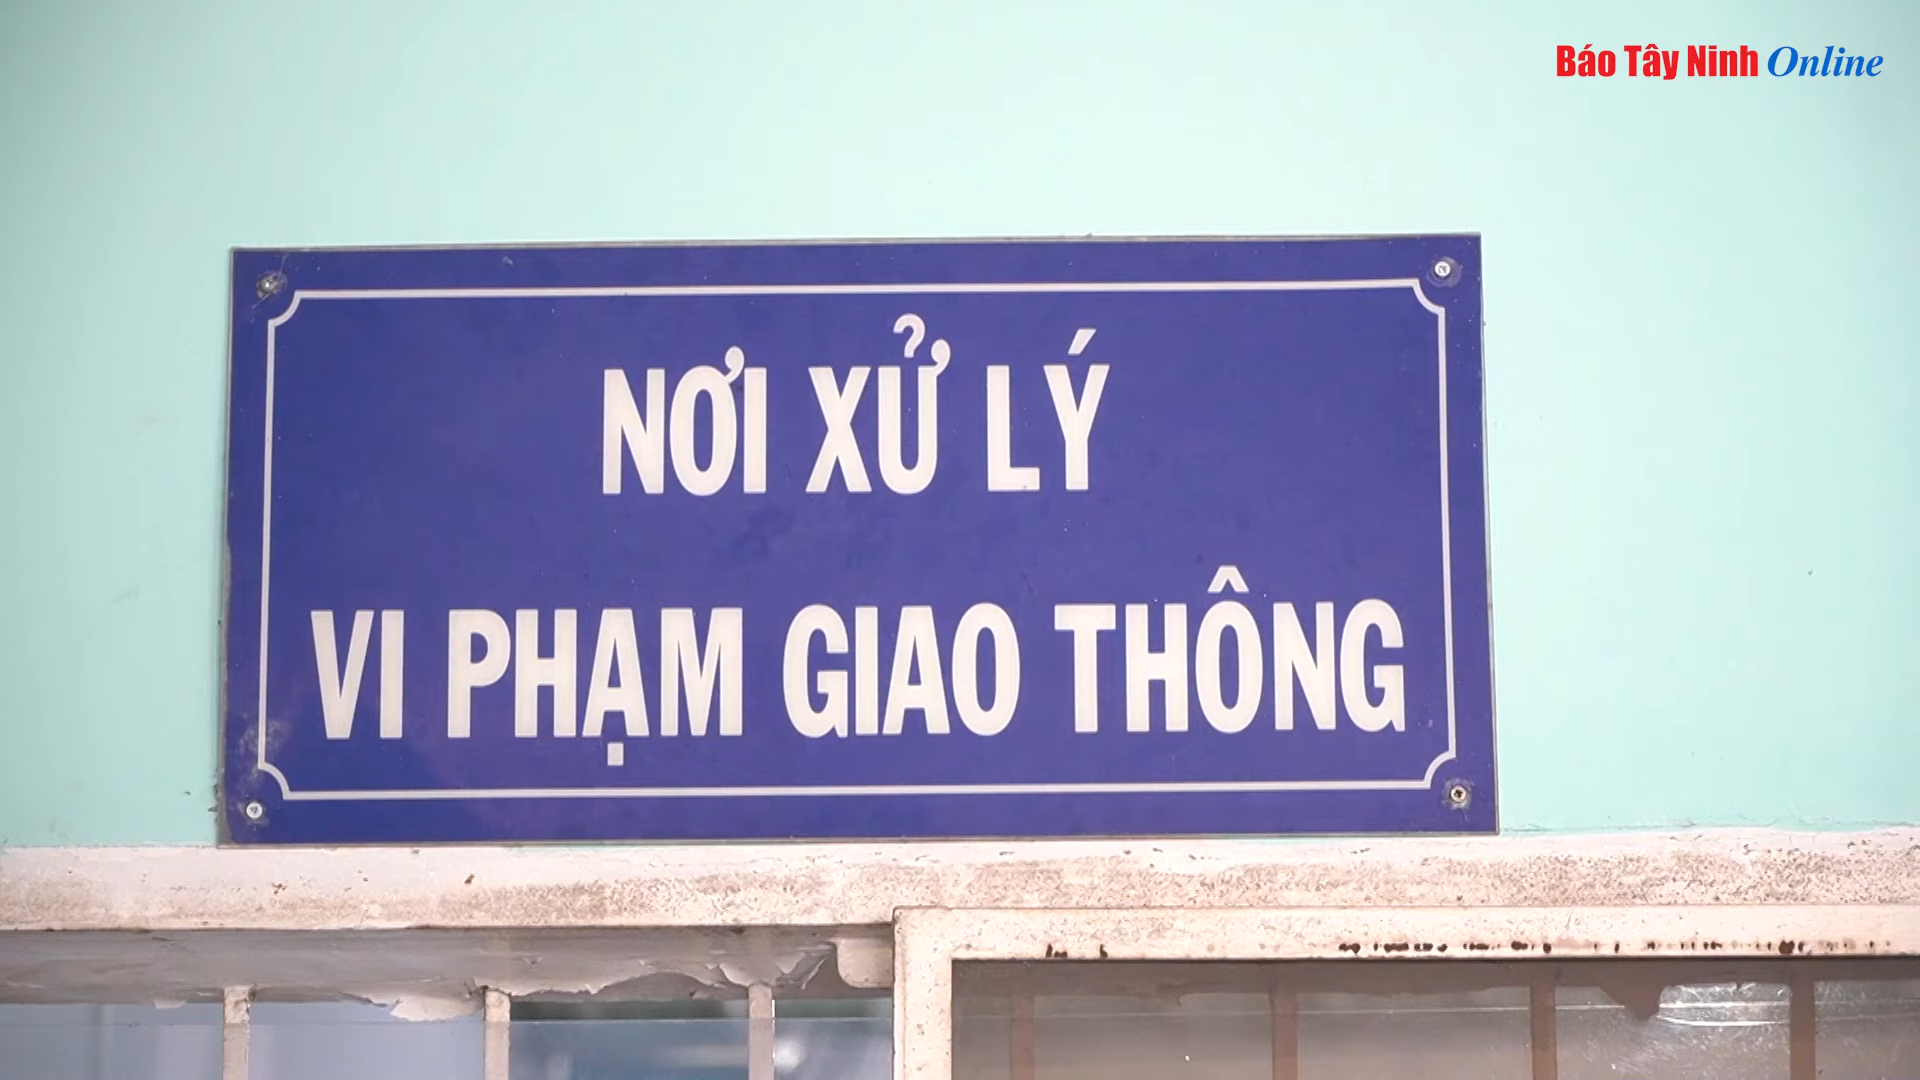 Báo Tây Ninh Online
NƠI XỬ LÝ
VI PHẠM GIAO THÔNG